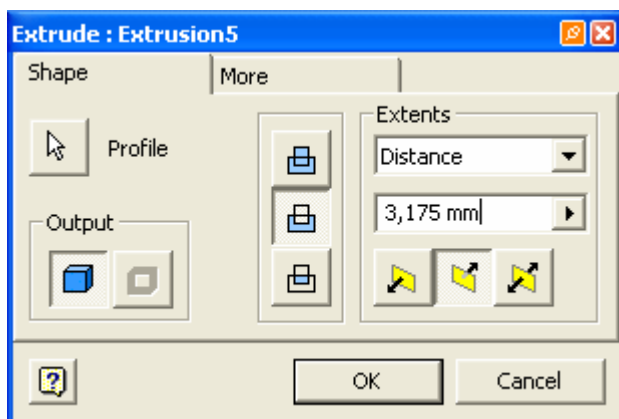 Extrude : Extrusion5
Shape
More
Profile
Extents
Distance
3,175 mm
Output
?
OK
Cancel